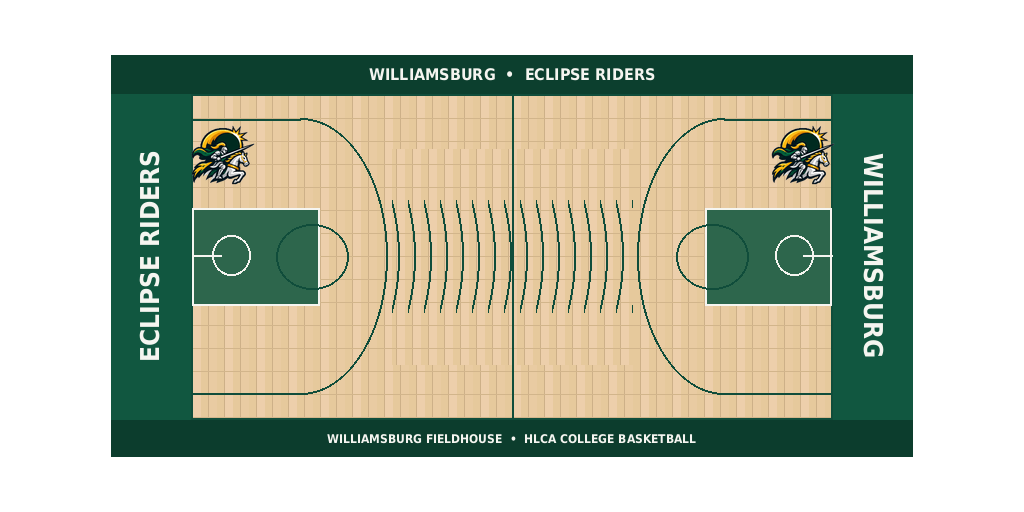 WILLIAMSBURG • ECLIPSE RIDERS
ECLIPSE RIDERS
WILLIAMSBURG
WILLIAMSBURG FIELDHOUSE • HLCA COLLEGE BASKETBALL